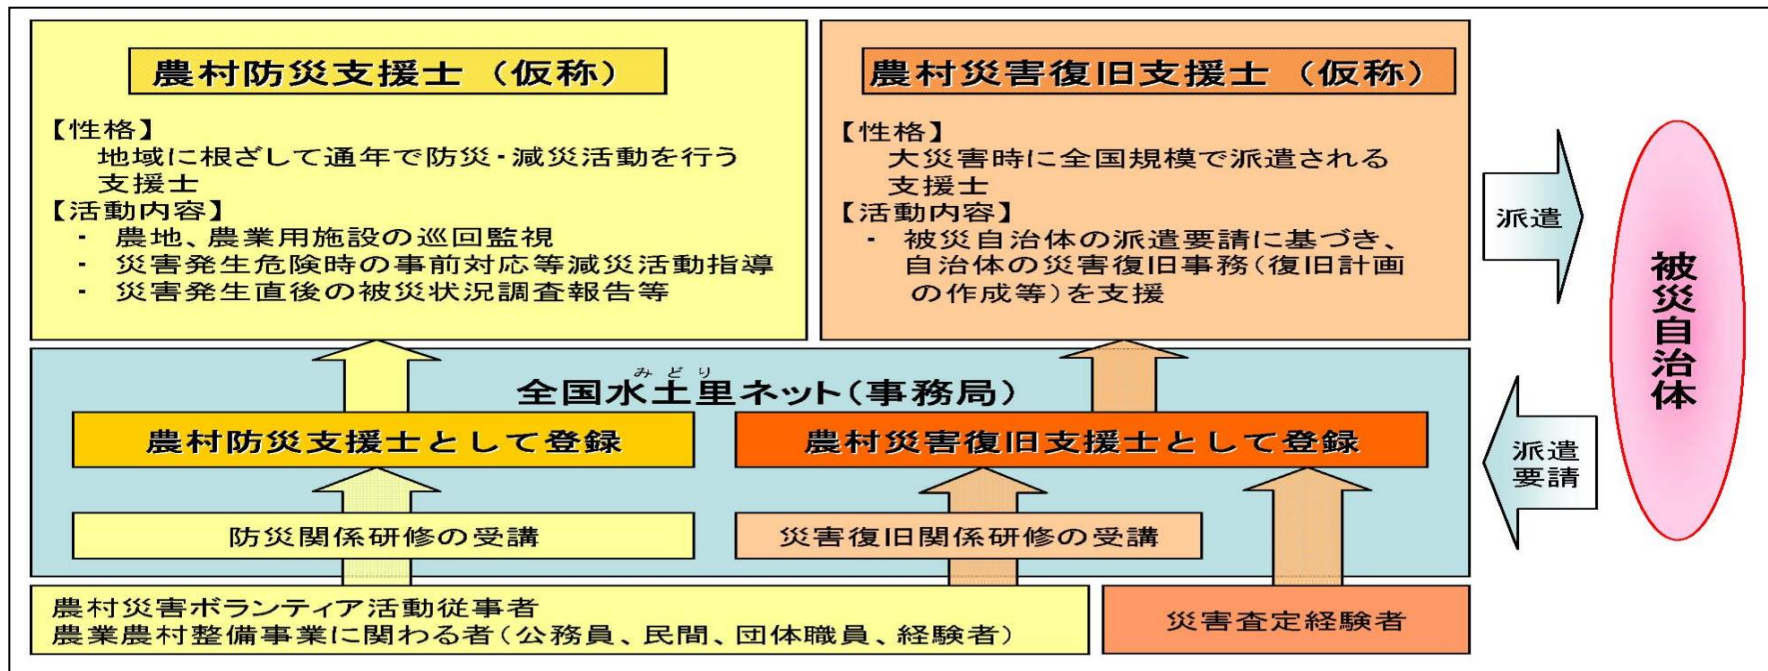 農村防災支援士（仮称）
【性格】
地域に根ざして通年で防災・減災活動を行う
支援士
【活動内容】
・ 農地、農業用施設の巡回監視
・ 災害発生危険時の事前対応等減災活動指導
・ 災害発生直後の被災状況調査報告等
農村災害復旧支援士（仮称）
【性格】
大災害時に全国規模で派遣される
支援士
【活動内容】
・ 被災自治体の派遣要請に基づき、
自治体の災害復旧事務（復旧計画
の作成等）を支援
派遣
被災自治体
派遣
要請
みどり
全国水土里ネット（事務局）
農村防災支援士として登録
農村災害復旧支援士として登録
防災関係研修の受講
災害復旧関係研修の受講
農村災害ボランティア活動従事者
農業農村整備事業に関わる者（公務員、民間、団体職員、経験者）
災害査定経験者